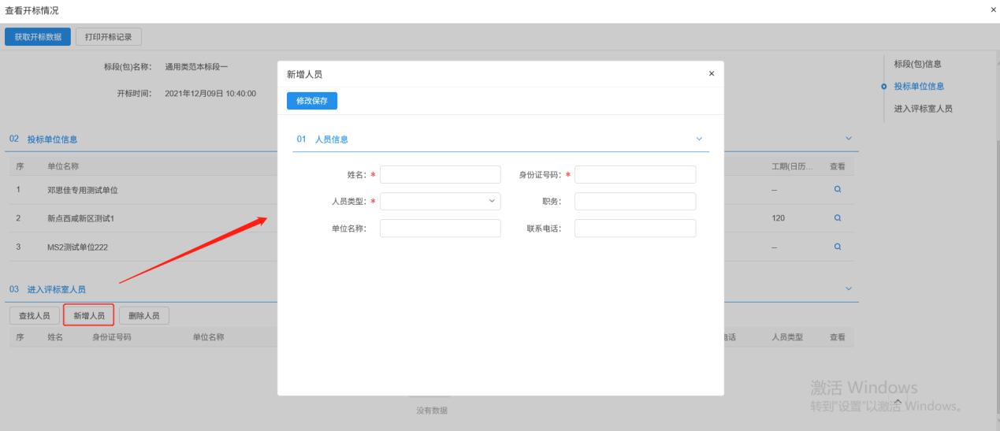 查看开标情况
×
获取开标数据 打印开标记录
标段(包)名称： 通用类范本标段一
开标时间： 2021年12月09日 10:40:00
02 投标单位信息
序 单位名称 工期(日历... 查看
1 邓思佳专用测试单位 --
2 新点西咸新区测试1 120
3 MS2测试单位222 --
03 进入评标室人员
查找人员 新增人员 删除人员
序 姓名 身份证号码 单位名称 电话 人员类型 查看
没有数据
新增人员
×
修改保存
01 人员信息
姓名：* 身份证号码：*
人员类型：* 职务：
单位名称： 联系电话：
标段(包)信息
投标单位信息
进入评标室人员
激活 Windows
转到"设置"以激活 Windows。